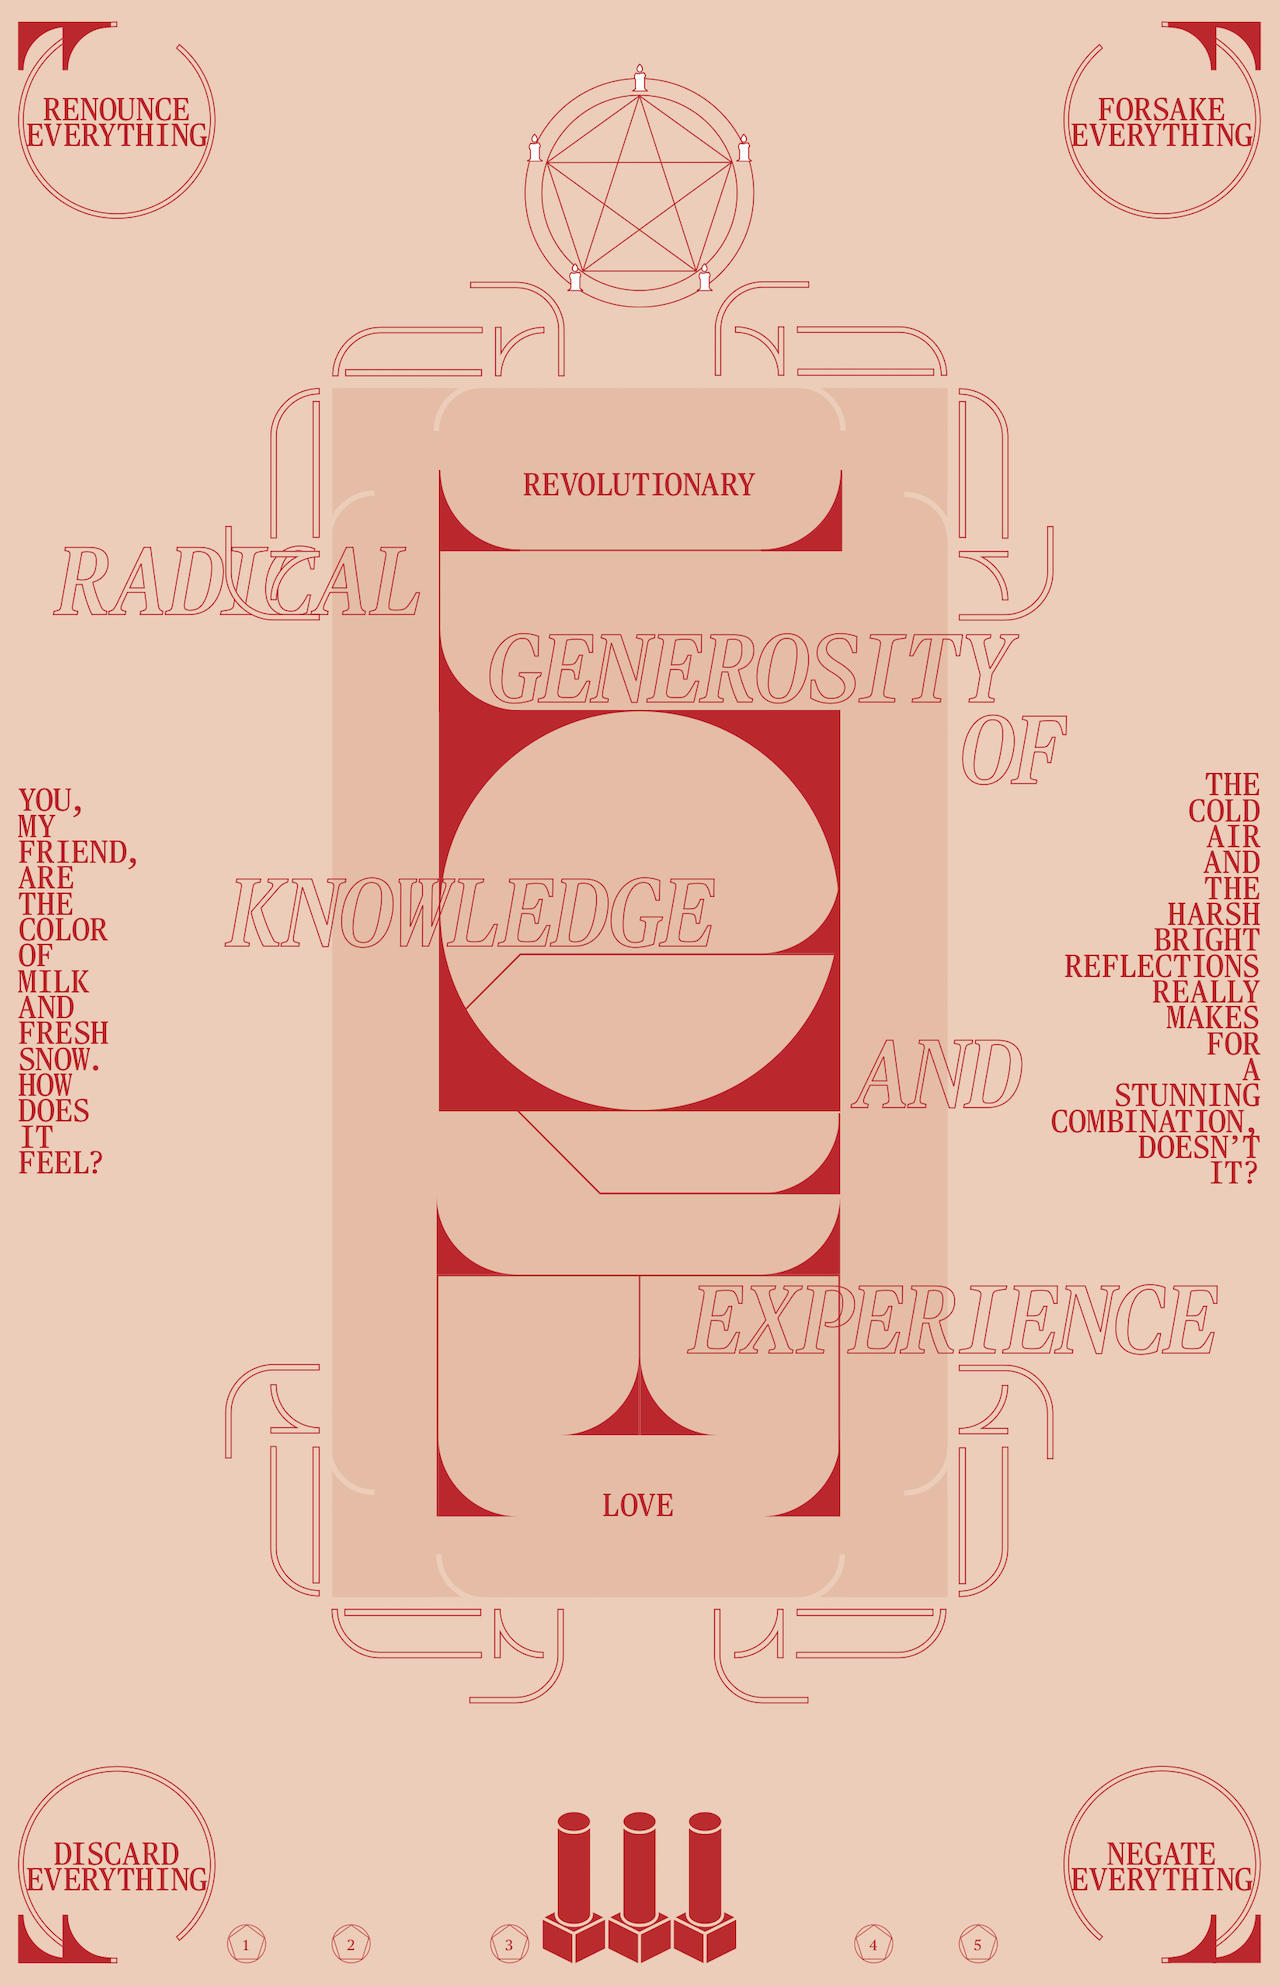 RENOUNCE
EVERYTHING
FORSAKE
EVERYTHING
REVOLUTIONARY
RADICAL
GENEROSITY
OF
KNOWLEDGE
AND
EXPERIENCE
YOU,
MY
FRIEND,
ARE
THE
COLOR
OF
MILK
AND
FRESH
SNOW.
HOW
DOES
IT
FEEL?
THE
COLD
AIR
AND
THE
HARSH
BRIGHT
REFLECTIONS
REALLY
MAKES
FOR
A
STUNNING
COMBINATION,
DOESN’T
IT?
LOVE
DISCARD
EVERYTHING
NEGATE
EVERYTHING
1 2 3 4 5